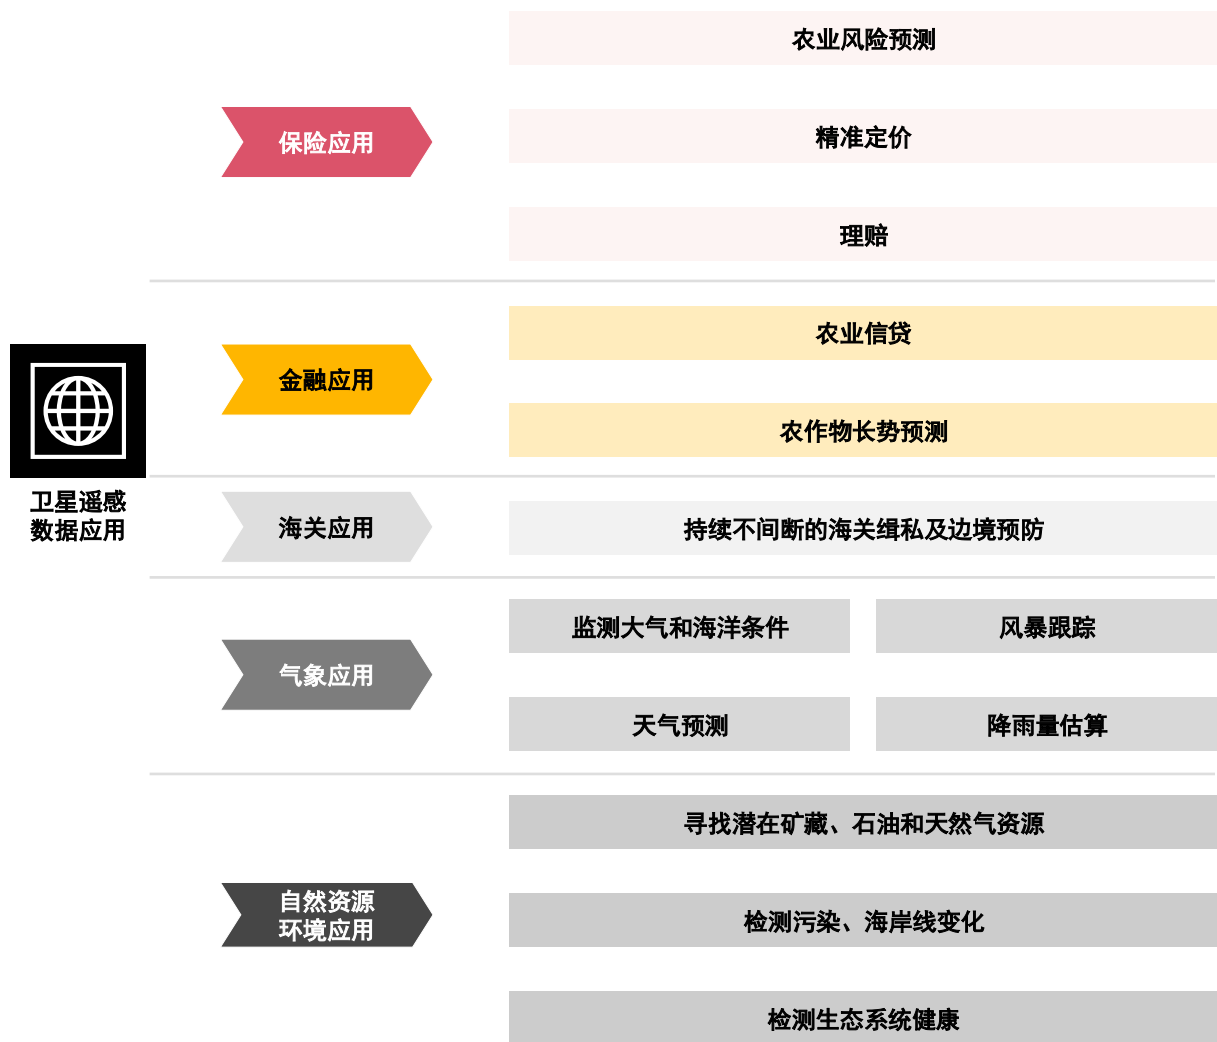 农业风险预测
保险应用
精准定价
理赔
农业信贷
金融应用
农作物长势预测
卫星遥感
数据应用
海关应用
持续不间断的海关缉私及边境预防
监测大气和海洋条件
风暴跟踪
气象应用
天气预测
降雨量估算
寻找潜在矿藏、石油和天然气资源
自然资源
环境应用
检测污染、海岸线变化
检测生态系统健康